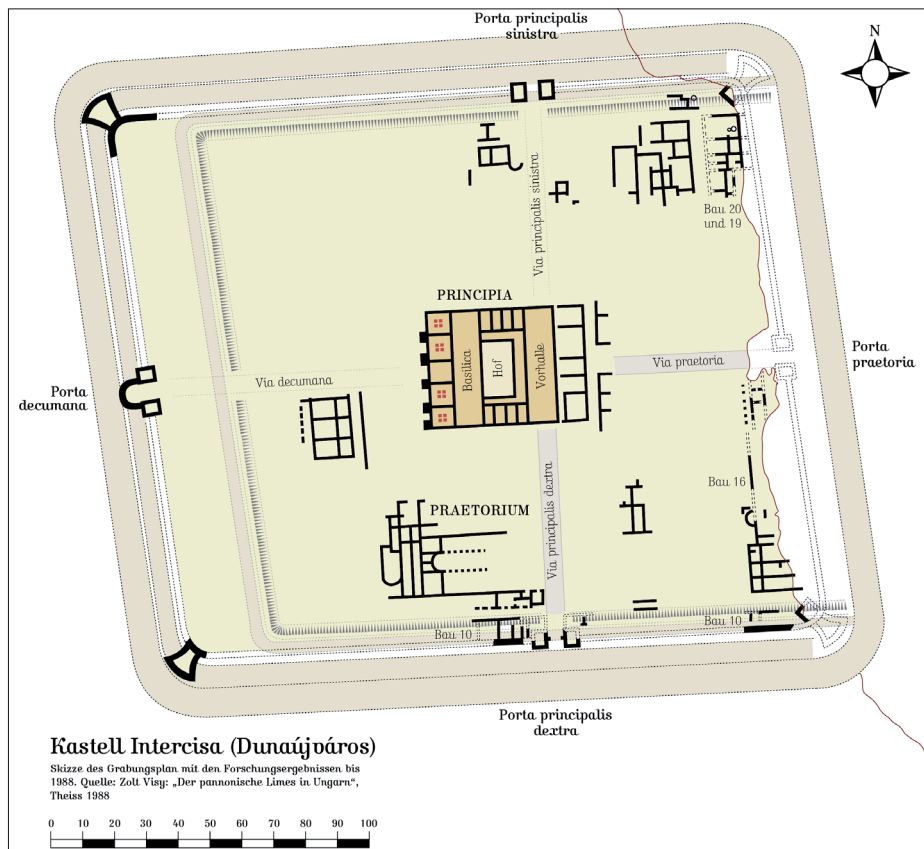 Porta principalis
sinistra
N
Via principalis sinistra
Bau 20
und 19
PRINCIPIA
Basilica
Hof
Vorhalle
Via praetoria
Porta
praetoria
Via decumana
Porta
decumana
Bau 16
PRAETORIUM
Via principalis dextra
Bau 10
Bau 10
Porta principalis
dextra
Kastell Intercisa (Dunaújváros)
Skizze des Grabungsplan mit den Forschungsergebnissen bis
1988. Quelle: Zolt Visy: „Der pannonische Limes in Ungarn“,
Theiss 1988
0 10 20 30 40 50 60 70 80 90 100